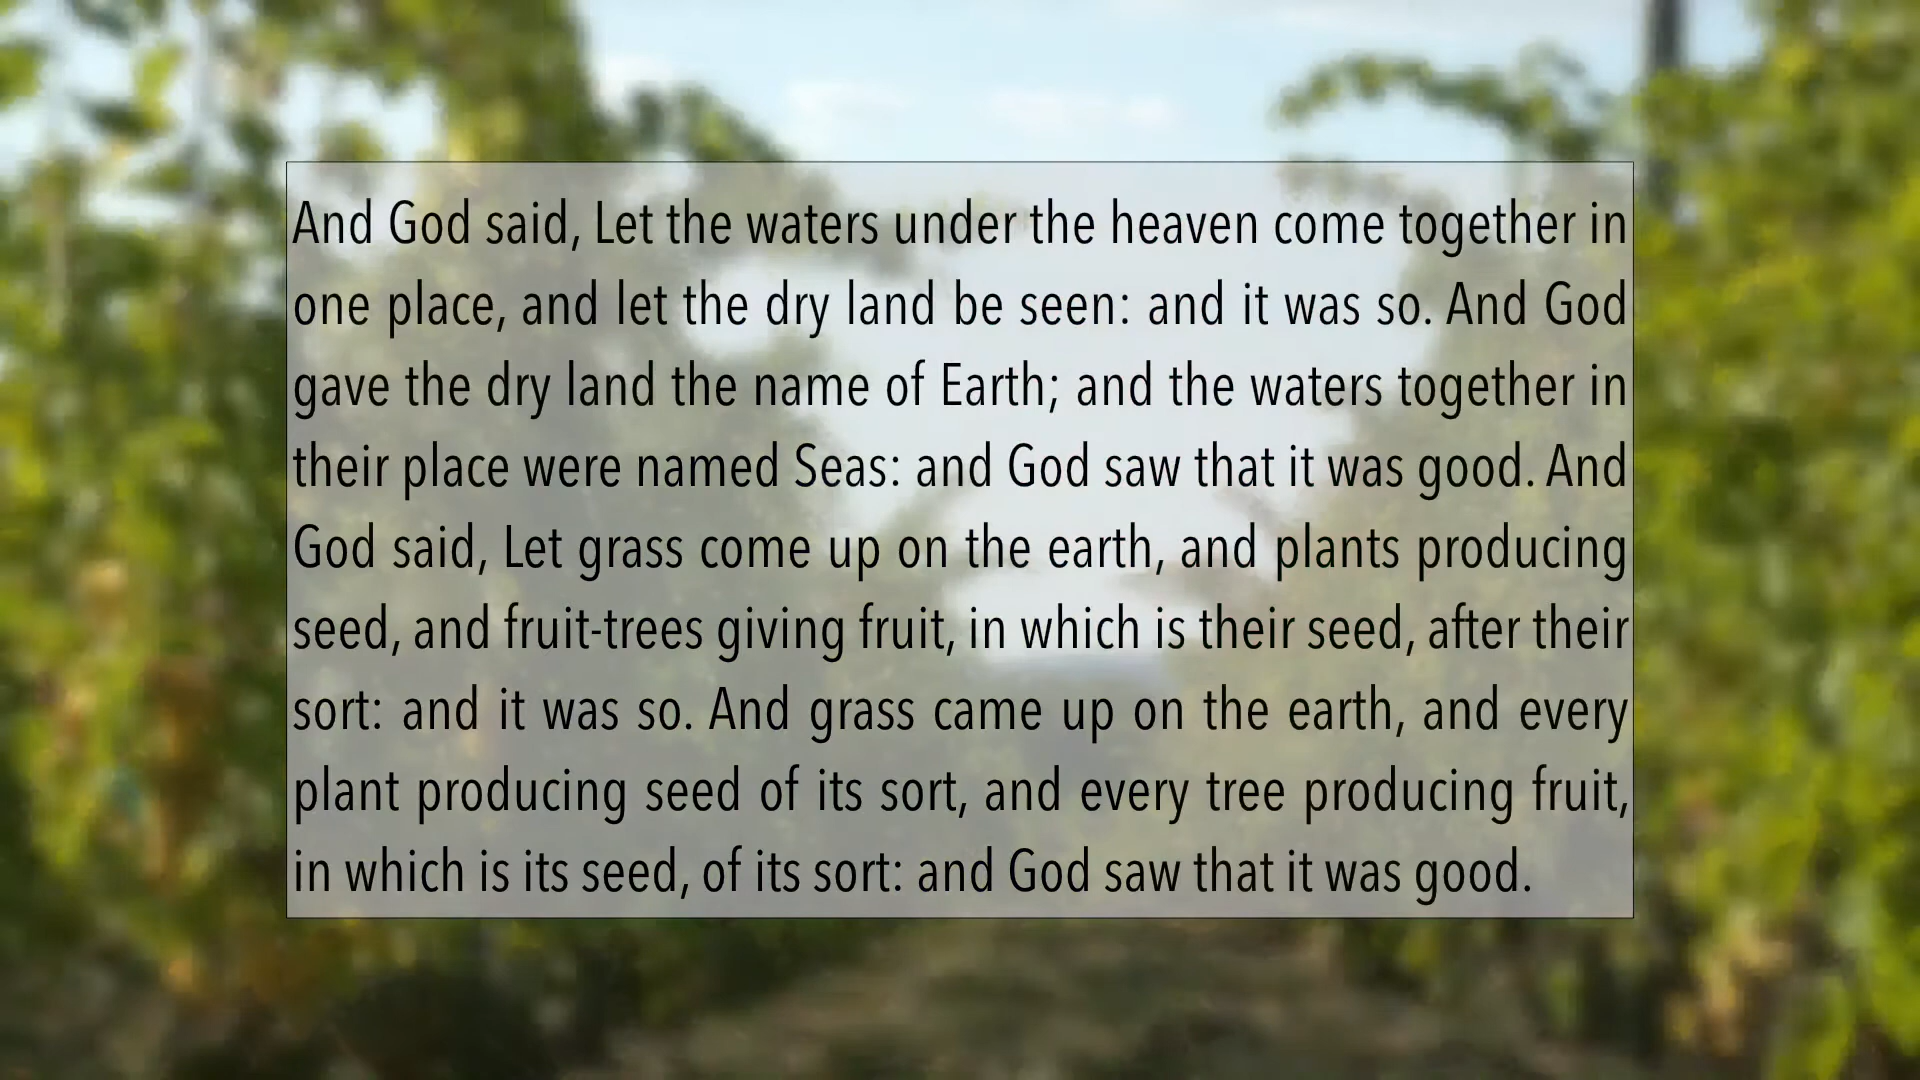 And God said, Let the waters under the heaven come together in
one place, and let the dry land be seen: and it was so. And God
gave the dry land the name of Earth; and the waters together in
their place were named Seas: and God saw that it was good. And
God said, Let grass come up on the earth, and plants producing
seed, and fruit-trees giving fruit, in which is their seed, after their
sort: and it was so. And grass came up on the earth, and every
plant producing seed of its sort, and every tree producing fruit,
in which is its seed, of its sort: and God saw that it was good.